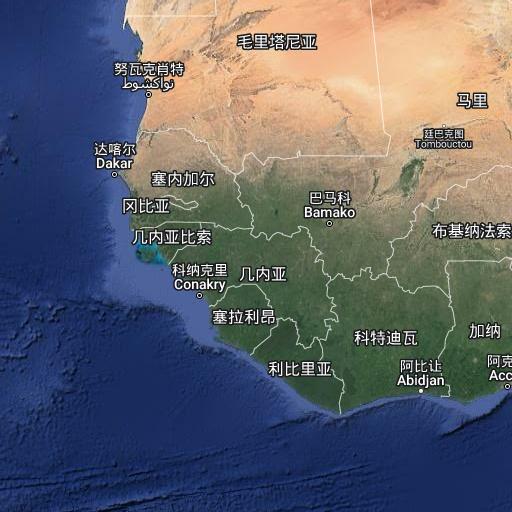 毛里塔尼亚
努瓦克肖特
نواكشوط
马里
廷巴克图
Tombouctou
达喀尔
Dakar
塞内加尔
巴马科
Bamako
冈比亚
布基纳法索
几内亚比索
科纳克里
Conakry
几内亚
塞拉利昂
加纳
科特迪瓦
利比里亚
阿比让
Abidjan
阿克
Acc